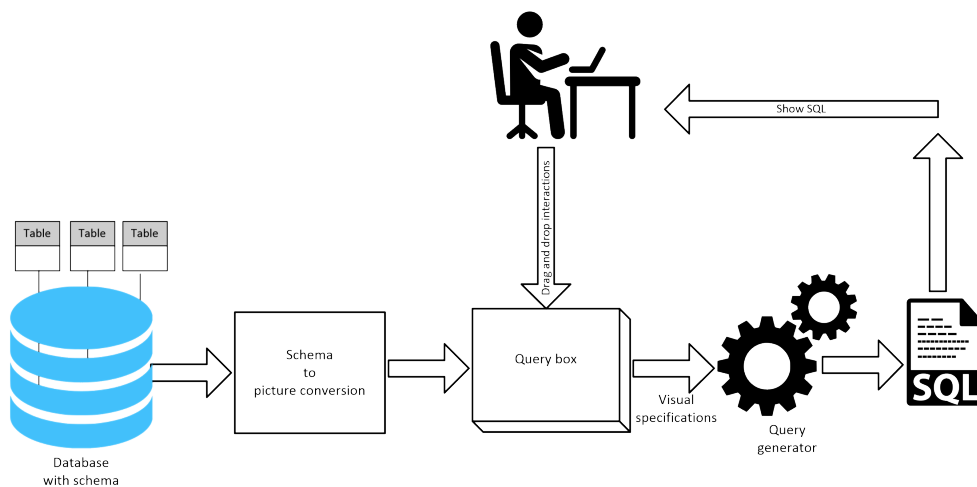 Show SQL
Drag and drop interactions
Table
Table
Table
Schema
to
picture conversion
Query box
Visual
specifications
SQL
Query
generator
Database
with schema